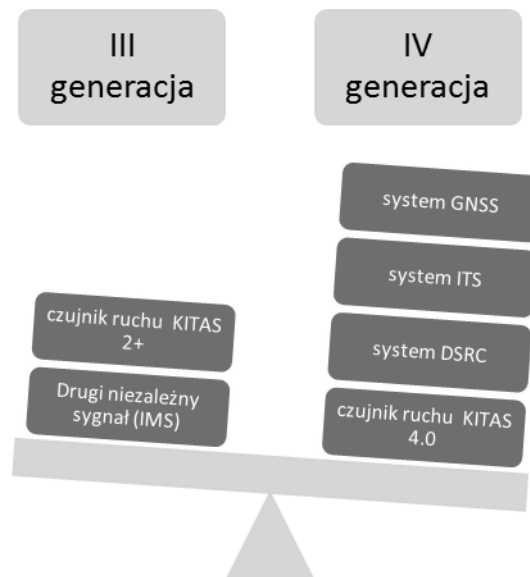 III
generacja
IV
generacja
system GNSS
system ITS
czujnik ruchu KITAS
2+
system DSRC
Drugi niezależny
sygnał (IMS)
czujnik ruchu KITAS
4.0